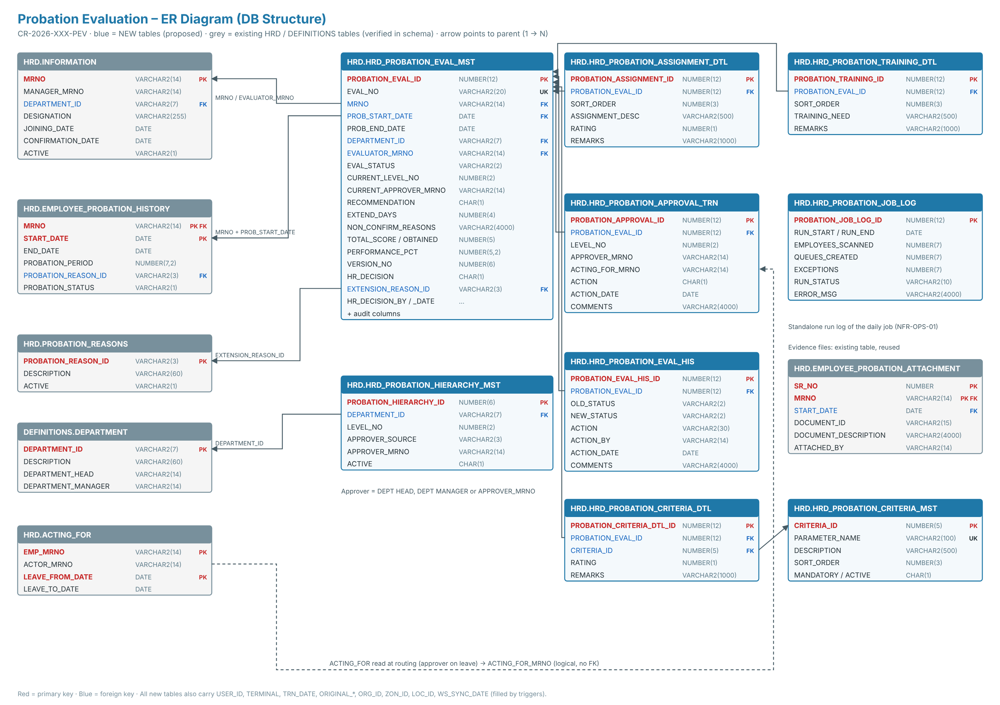 Probation Evaluation – ER Diagram (DB Structure)
CR-2026-XXX-PEV · blue = NEW tables (proposed) · grey = existing HRD / DEFINITIONS tables (verified in schema) · arrow points to parent (1 → N)
HRD.INFORMATION
MRNO VARCHAR2(14) PK
MANAGER_MRNO VARCHAR2(14)
DEPARTMENT_ID VARCHAR2(7) FK
DESIGNATION VARCHAR2(255)
JOINING_DATE DATE
CONFIRMATION_DATE DATE
ACTIVE VARCHAR2(1)
HRD.EMPLOYEE_PROBATION_HISTORY
MRNO VARCHAR2(14) PK FK
START_DATE DATE PK
END_DATE DATE
PROBATION_PERIOD NUMBER(7,2)
PROBATION_REASON_ID VARCHAR2(3) FK
PROBATION_STATUS VARCHAR2(1)
HRD.PROBATION_REASONS
PROBATION_REASON_ID VARCHAR2(3) PK
DESCRIPTION VARCHAR2(60)
ACTIVE VARCHAR2(1)
DEFINITIONS.DEPARTMENT
DEPARTMENT_ID VARCHAR2(7) PK
DESCRIPTION VARCHAR2(60)
DEPARTMENT_HEAD VARCHAR2(14)
DEPARTMENT_MANAGER VARCHAR2(14)
HRD.ACTING_FOR
EMP_MRNO VARCHAR2(14) PK
ACTOR_MRNO VARCHAR2(14)
LEAVE_FROM_DATE DATE PK
LEAVE_TO_DATE DATE
MRNO / EVALUATOR_MRNO
MRNO + PROB_START_DATE
EXTENSION_REASON_ID
DEPARTMENT_ID
HRD.HRD_PROBATION_EVAL_MST
PROBATION_EVAL_ID NUMBER(12) PK
EVAL_NO VARCHAR2(20) UK
MRNO VARCHAR2(14) FK
PROB_START_DATE DATE FK
PROB_END_DATE DATE
DEPARTMENT_ID VARCHAR2(7) FK
EVALUATOR_MRNO VARCHAR2(14) FK
EVAL_STATUS VARCHAR2(2)
CURRENT_LEVEL_NO NUMBER(2)
CURRENT_APPROVER_MRNO VARCHAR2(14)
RECOMMENDATION CHAR(1)
EXTEND_DAYS NUMBER(4)
NON_CONFIRM_REASONS VARCHAR2(4000)
TOTAL_SCORE / OBTAINED NUMBER(5)
PERFORMANCE_PCT NUMBER(5,2)
VERSION_NO NUMBER(6)
HR_DECISION CHAR(1)
EXTENSION_REASON_ID VARCHAR2(3) FK
HR_DECISION_BY / _DATE ...
+ audit columns
HRD.HRD_PROBATION_HIERARCHY_MST
PROBATION_HIERARCHY_ID NUMBER(6) PK
DEPARTMENT_ID VARCHAR2(7) FK
LEVEL_NO NUMBER(2)
APPROVER_SOURCE VARCHAR2(3)
APPROVER_MRNO VARCHAR2(14)
ACTIVE CHAR(1)
Approver = DEPT HEAD, DEPT MANAGER or APPROVER_MRNO
HRD.HRD_PROBATION_ASSIGNMENT_DTL
PROBATION_ASSIGNMENT_ID NUMBER(12) PK
PROBATION_EVAL_ID NUMBER(12) FK
SORT_ORDER NUMBER(3)
ASSIGNMENT_DESC VARCHAR2(500)
RATING NUMBER(1)
REMARKS VARCHAR2(1000)
HRD.HRD_PROBATION_APPROVAL_TRN
PROBATION_APPROVAL_ID NUMBER(12) PK
PROBATION_EVAL_ID NUMBER(12) FK
LEVEL_NO NUMBER(2)
APPROVER_MRNO VARCHAR2(14)
ACTING_FOR_MRNO VARCHAR2(14)
ACTION CHAR(1)
ACTION_DATE DATE
COMMENTS VARCHAR2(4000)
HRD.HRD_PROBATION_EVAL_HIS
PROBATION_EVAL_HIS_ID NUMBER(12) PK
PROBATION_EVAL_ID NUMBER(12) FK
OLD_STATUS VARCHAR2(2)
NEW_STATUS VARCHAR2(2)
ACTION VARCHAR2(30)
ACTION_BY VARCHAR2(14)
ACTION_DATE DATE
COMMENTS VARCHAR2(4000)
HRD.HRD_PROBATION_CRITERIA_DTL
PROBATION_CRITERIA_DTL_ID NUMBER(12) PK
PROBATION_EVAL_ID NUMBER(12) FK
CRITERIA_ID NUMBER(5) FK
RATING NUMBER(1)
REMARKS VARCHAR2(1000)
HRD.HRD_PROBATION_TRAINING_DTL
PROBATION_TRAINING_ID NUMBER(12) PK
PROBATION_EVAL_ID NUMBER(12) FK
SORT_ORDER NUMBER(3)
TRAINING_NEED VARCHAR2(500)
REMARKS VARCHAR2(1000)
HRD.HRD_PROBATION_JOB_LOG
PROBATION_JOB_LOG_ID NUMBER(12) PK
RUN_START / RUN_END DATE
EMPLOYEES_SCANNED NUMBER(7)
QUEUES_CREATED NUMBER(7)
EXCEPTIONS NUMBER(7)
RUN_STATUS VARCHAR2(10)
ERROR_MSG VARCHAR2(4000)
Standalone run log of the daily job (NFR-OPS-01)
Evidence files: existing table, reused
HRD.EMPLOYEE_PROBATION_ATTACHMENT
SR_NO NUMBER PK
MRNO VARCHAR2(14) PK FK
START_DATE DATE FK
DOCUMENT_ID VARCHAR2(15)
DOCUMENT_DESCRIPTION VARCHAR2(4000)
ATTACHED_BY VARCHAR2(14)
HRD.HRD_PROBATION_CRITERIA_MST
CRITERIA_ID NUMBER(5) PK
PARAMETER_NAME VARCHAR2(100) UK
DESCRIPTION VARCHAR2(500)
SORT_ORDER NUMBER(3)
MANDATORY / ACTIVE CHAR(1)
ACTING_FOR read at routing (approver on leave) → ACTING_FOR_MRNO (logical, no FK)
Red = primary key · Blue = foreign key · All new tables also carry USER_ID, TERMINAL, TRN_DATE, ORIGINAL_*, ORG_ID, ZON_ID, LOC_ID, WS_SYNC_DATE (filled by triggers).